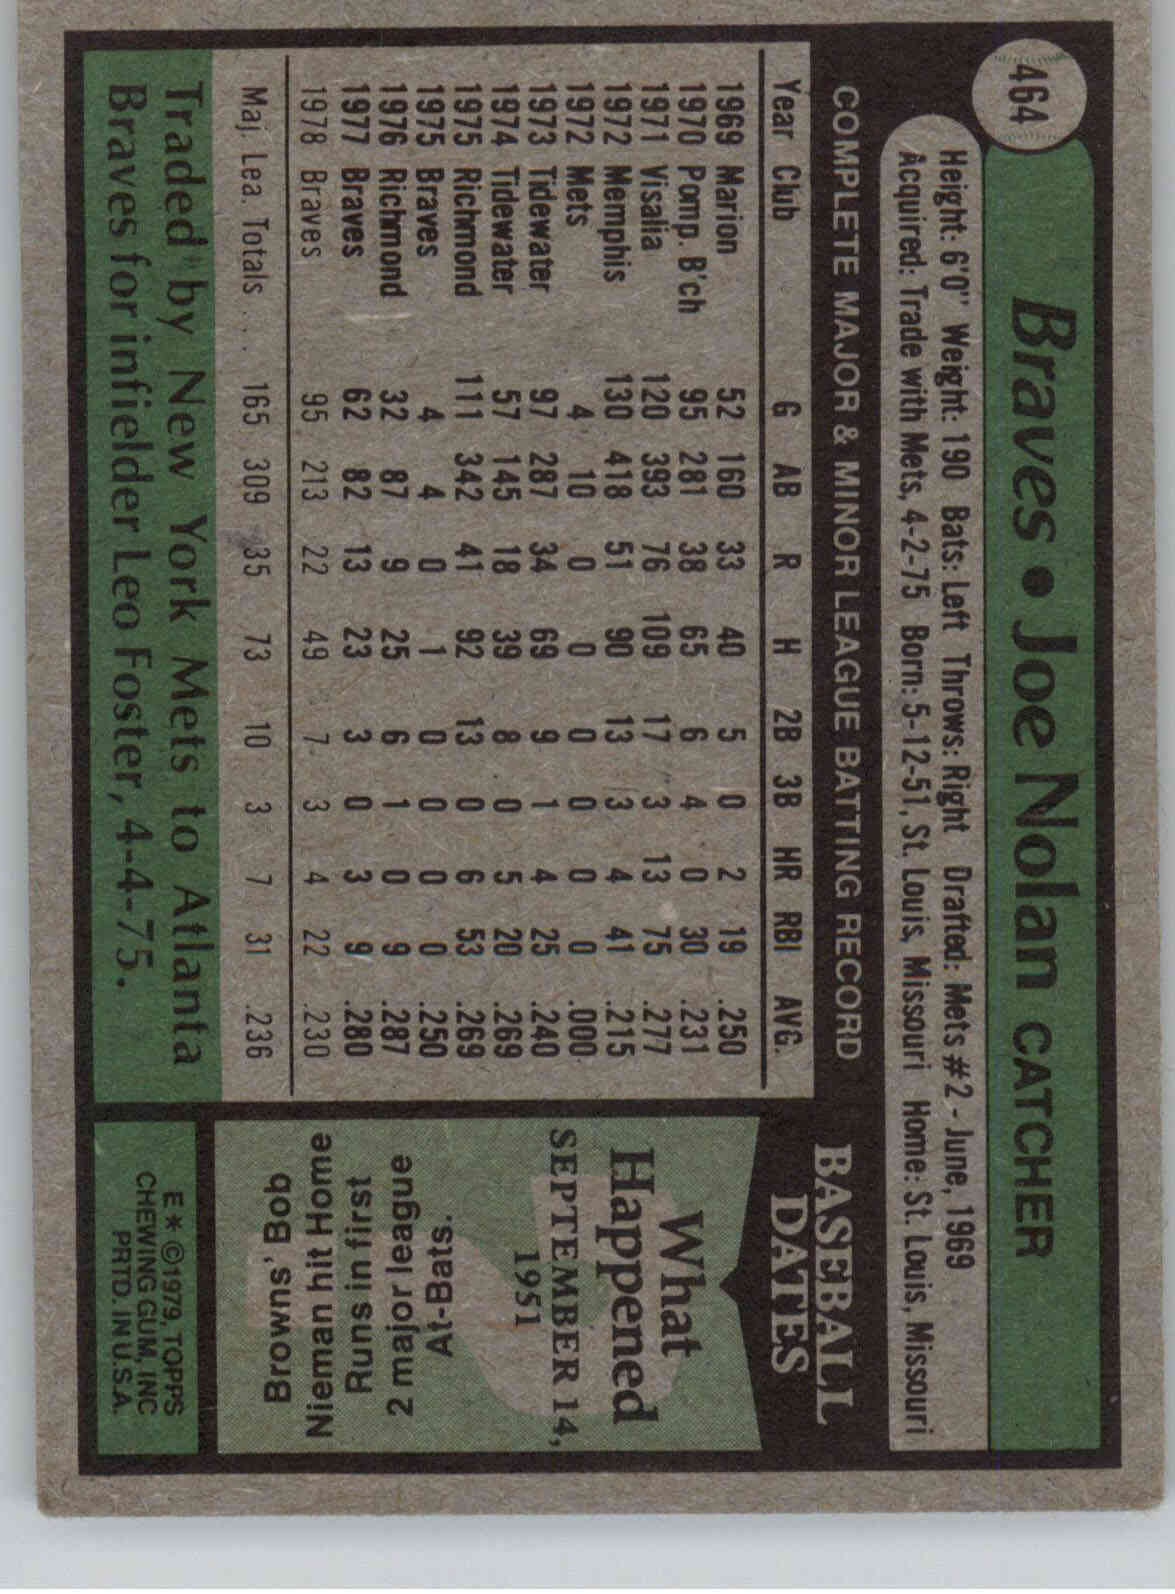 464
Braves • Joe Nolan CATCHER
Height: 6'0" Weight: 190 Bats: Left Throws: Right Drafted: Mets #2 - June, 1969
Acquired: Trade with Mets, 4-2-75 Born: 5-12-51, St. Louis, Missouri Home: St. Louis, Missouri
COMPLETE MAJOR & MINOR LEAGUE BATTING RECORD
Year Club G AB R H 2B 3B HR RBI AVG.
1969 Marion 52 160 33 40 5 0 2 19 .250
1970 Pomp. B'ch 95 281 38 65 6 4 0 30 .231
1971 Visalia 120 393 76 109 17 3 13 75 .277
1972 Memphis 130 418 51 90 13 3 4 41 .215
1972 Mets 4 10 0 0 0 0 0 0 .000
1973 Tidewater 97 287 34 69 9 1 4 25 .240
1974 Tidewater 57 145 18 39 8 0 5 20 .269
1975 Richmond 111 342 41 92 13 0 6 53 .269
1975 Braves 4 4 0 1 0 0 0 0 .250
1976 Richmond 32 87 9 25 6 1 0 9 .287
1977 Braves 62 82 13 23 3 0 3 9 .280
1978 Braves 95 213 22 49 7 3 4 22 .230
Maj. Lea. Totals . . . 165 309 35 73 10 3 7 31 .236
Traded by New York Mets to Atlanta
Braves for infielder Leo Foster, 4-4-75.
BASEBALL
DATES
What
Happened
SEPTEMBER 14,
1951
Browns' Bob
Nieman hit Home
Runs in first
2 major league
At-Bats.
E * © 1979, TOPPS
CHEWING GUM, INC
PRTD. IN U.S.A.